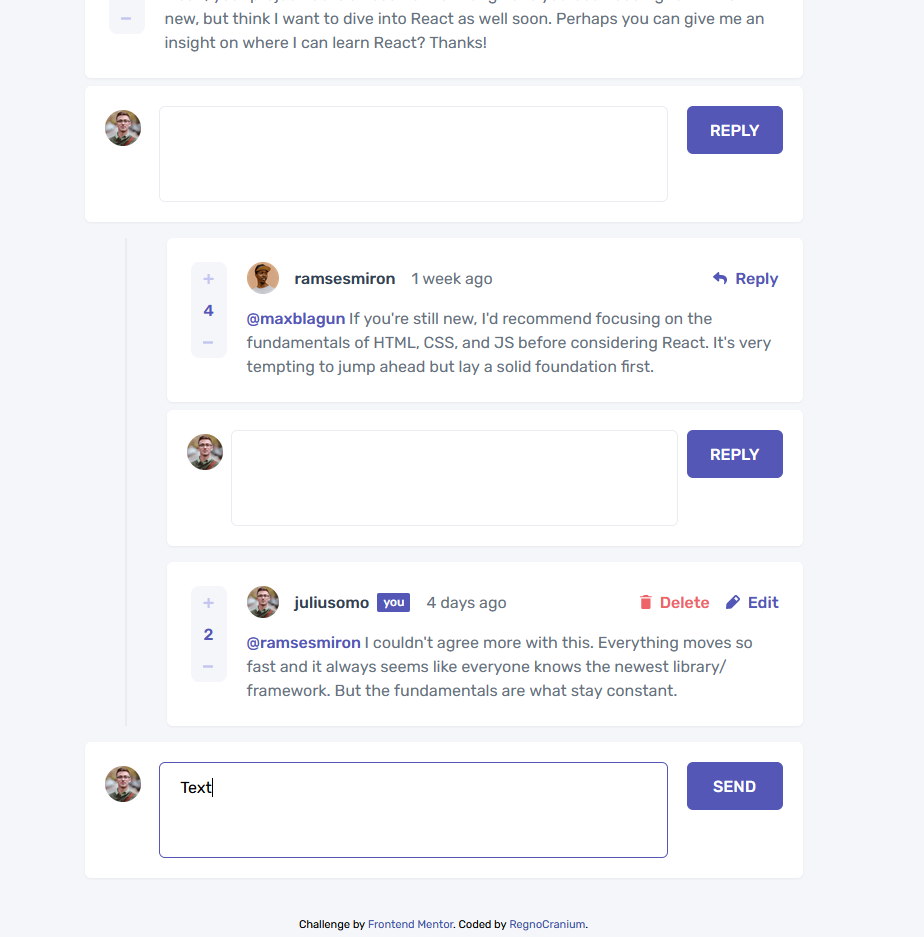 new, but think I want to dive into React as well soon. Perhaps you can give me an
insight on where I can learn React? Thanks!
REPLY
ramsesmiron 1 week ago Reply
4
@maxblagun If you're still new, I'd recommend focusing on the
fundamentals of HTML, CSS, and JS before considering React. It's very
tempting to jump ahead but lay a solid foundation first.
REPLY
juliusomo you 4 days ago Delete Edit
2
@ramsesmiron I couldn't agree more with this. Everything moves so
fast and it always seems like everyone knows the newest library/
framework. But the fundamentals are what stay constant.
Text
SEND
Challenge by Frontend Mentor. Coded by RegnoCranium.